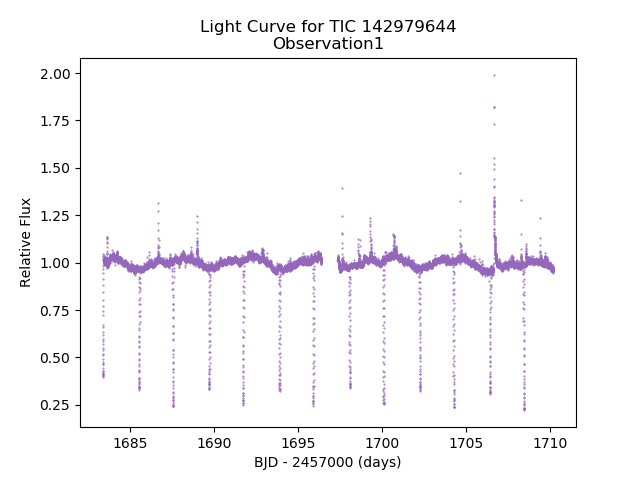 Light Curve for TIC 142979644
Observation1
2.00
1.75
1.50
1.25
1.00
0.75
0.50
0.25
Relative Flux
1685 1690 1695 1700 1705 1710
BJD - 2457000 (days)